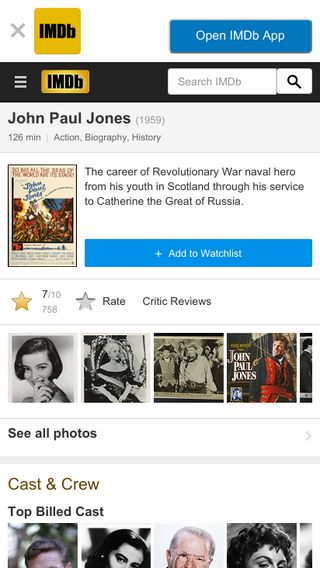 IMDb
Open IMDb App
IMDb
Search IMDb
John Paul Jones (1959)
126 min | Action, Biography, History
The career of Revolutionary War naval hero
from his youth in Scotland through his service
to Catherine the Great of Russia.
+ Add to Watchlist
7/10
758
Rate
Critic Reviews
JOHN
PAUL
JONES
See all photos
Cast & Crew
Top Billed Cast